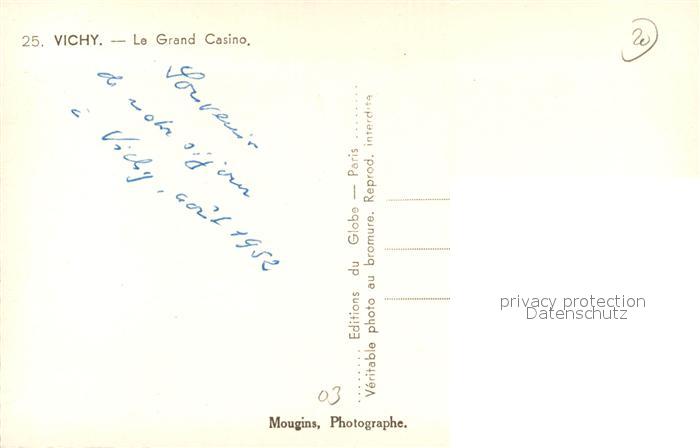 25. VICHY. — Le Grand Casino.
20
Souvenir
de notre séjour
à Vichy, août 1952
........ Editions du Globe — Paris ........
Véritable photo au bromure. Reprod. interdite
privacy protection
Datenschutz
03
Mougins, Photographe.